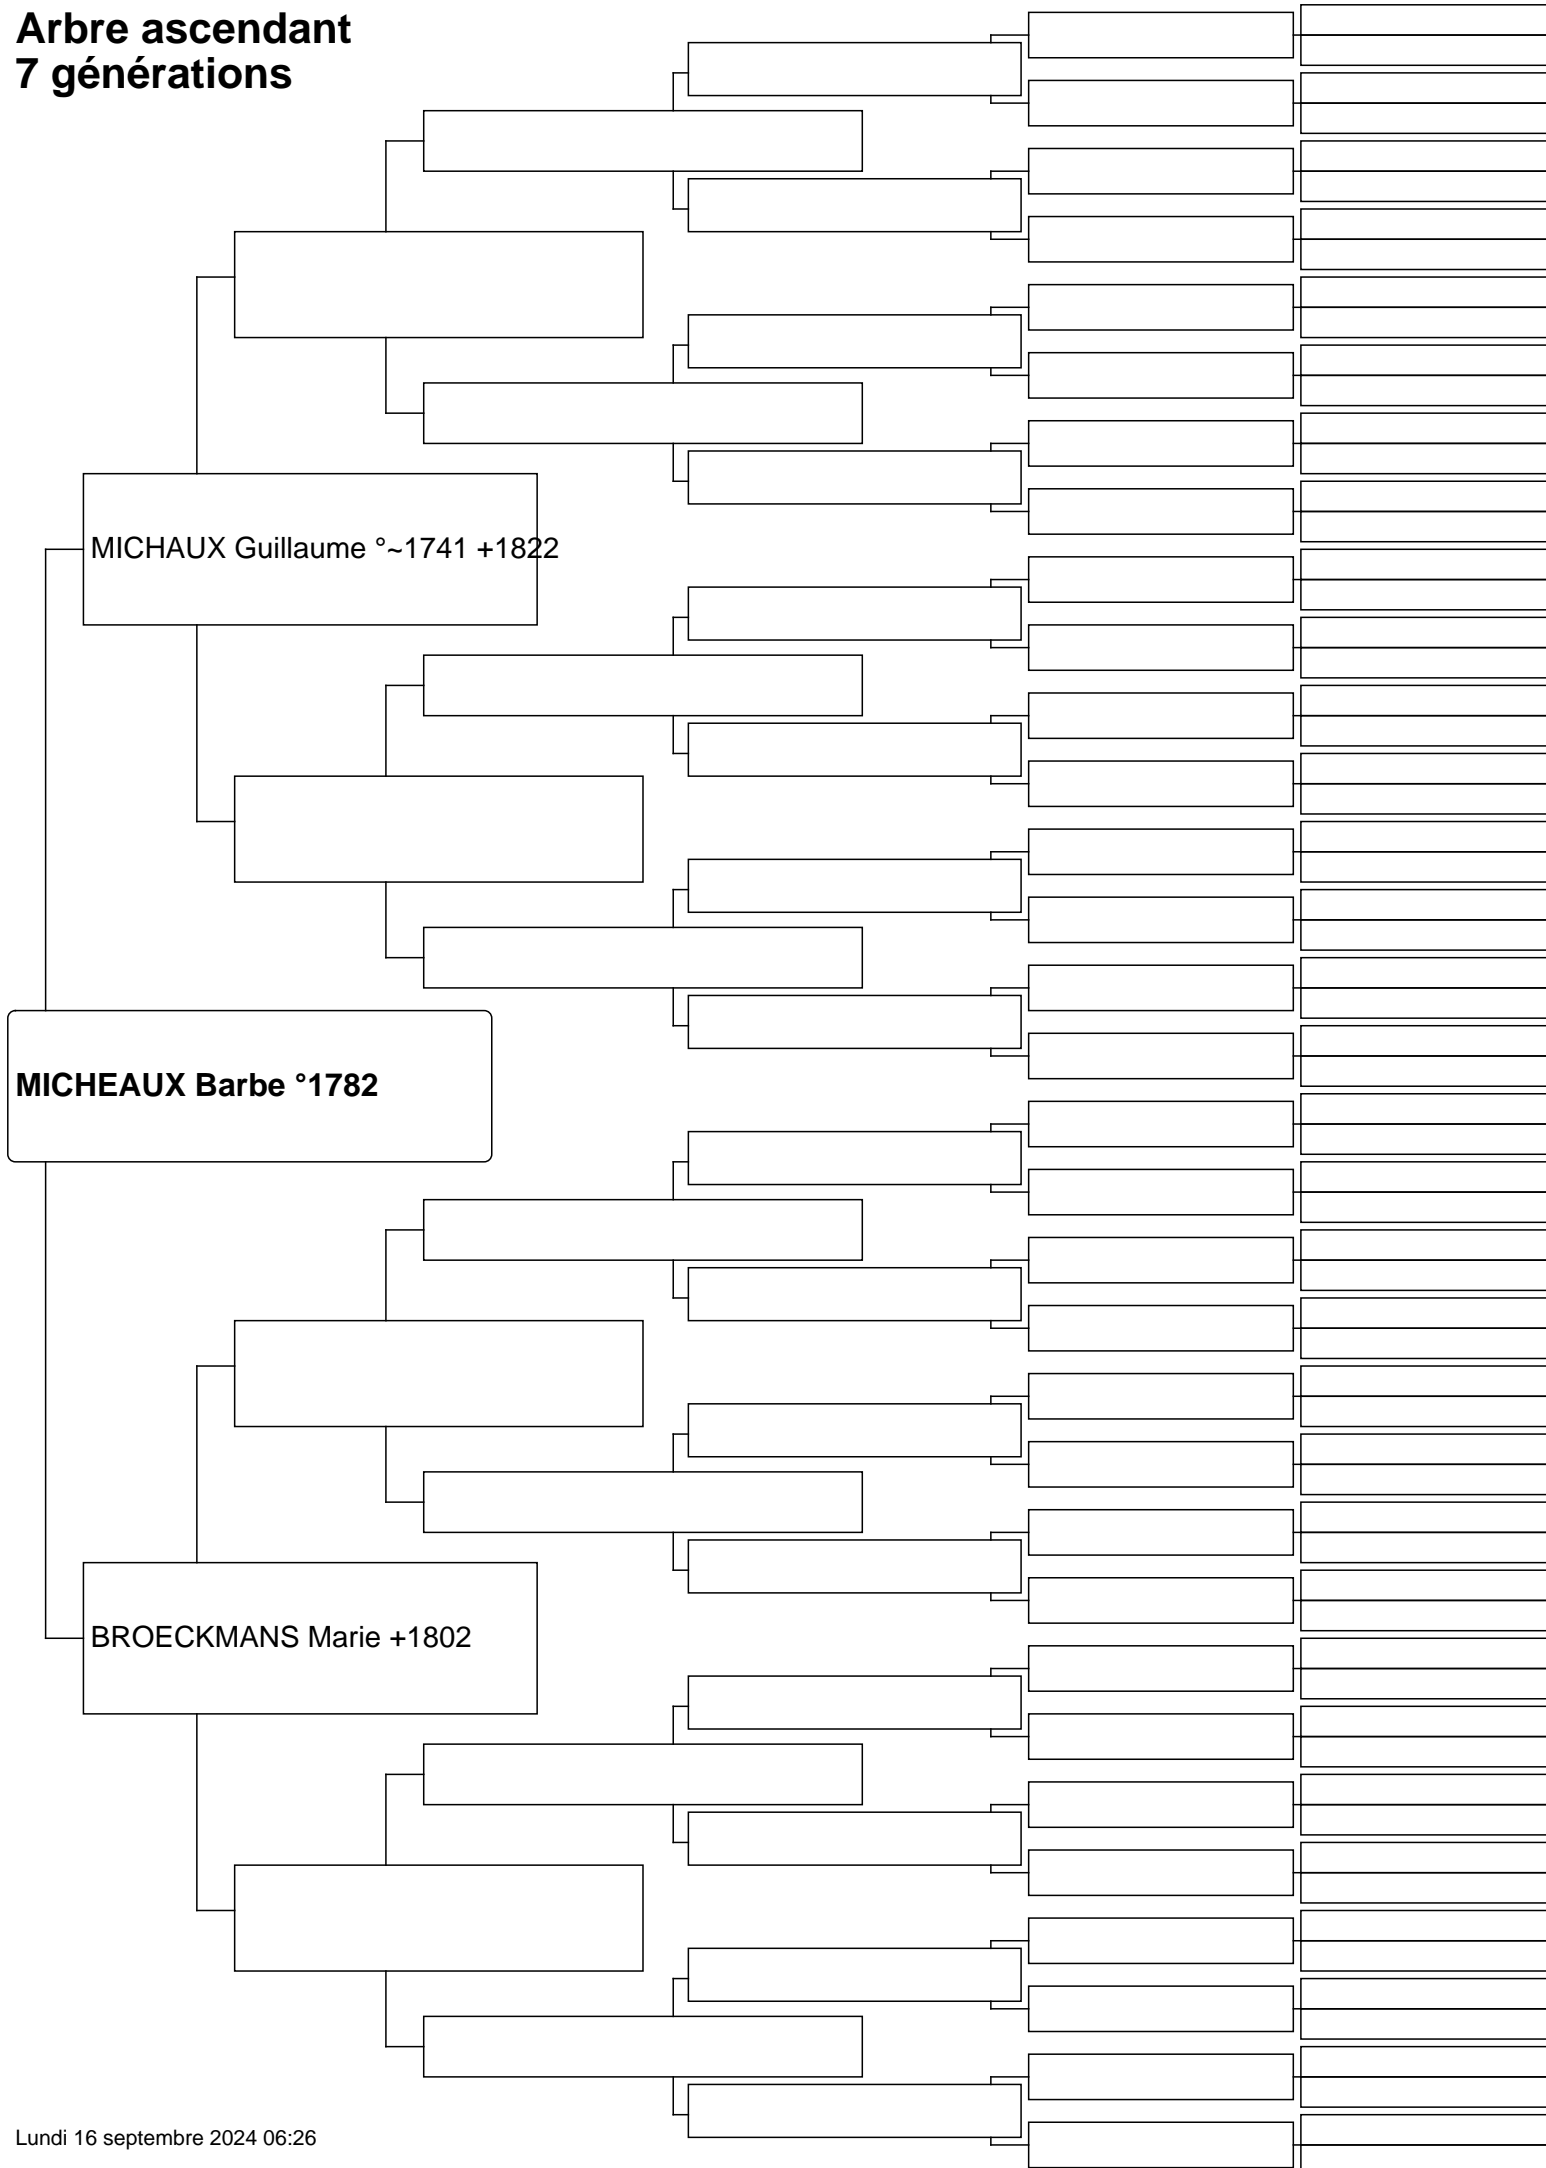 Arbre ascendant
7 générations
MICHAUX Guillaume °~1741 +1822
MICHEAUX Barbe °1782
BROECKMANS Marie +1802
Lundi 16 septembre 2024 06:26